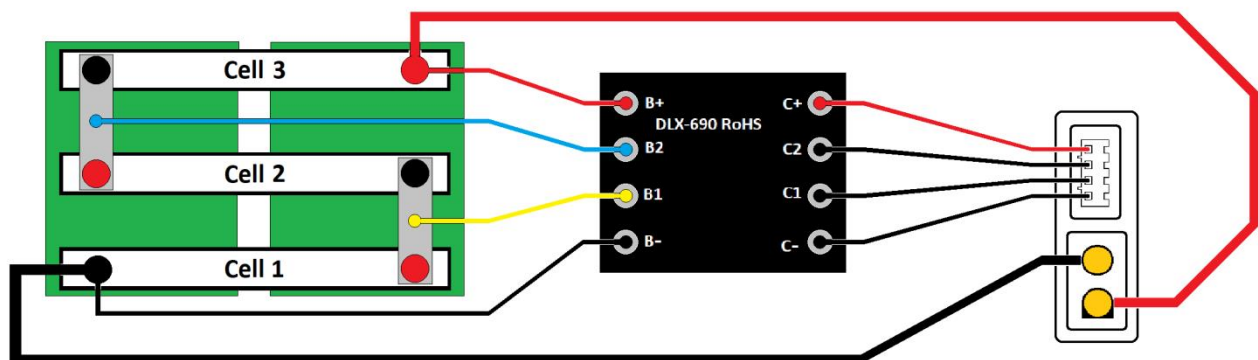 Cell 3
Cell 2
Cell 1
DLX-690 RoHS
B+
B2
B1
B−
C+
C2
C1
C−